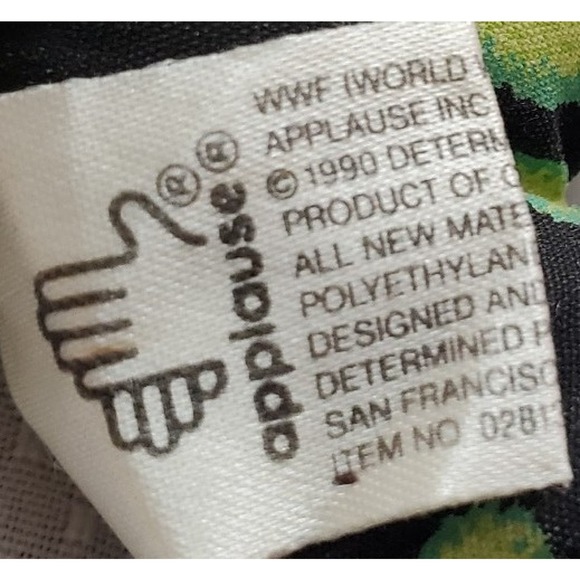 ® ®
applause
WWF (WORLD
APPLAUSE INC
© 1990 DETERM
PRODUCT OF C
ALL NEW MATE
POLYETHYLAN
DESIGNED AND
DETERMINED P
SAN FRANCISC
ITEM NO 0281